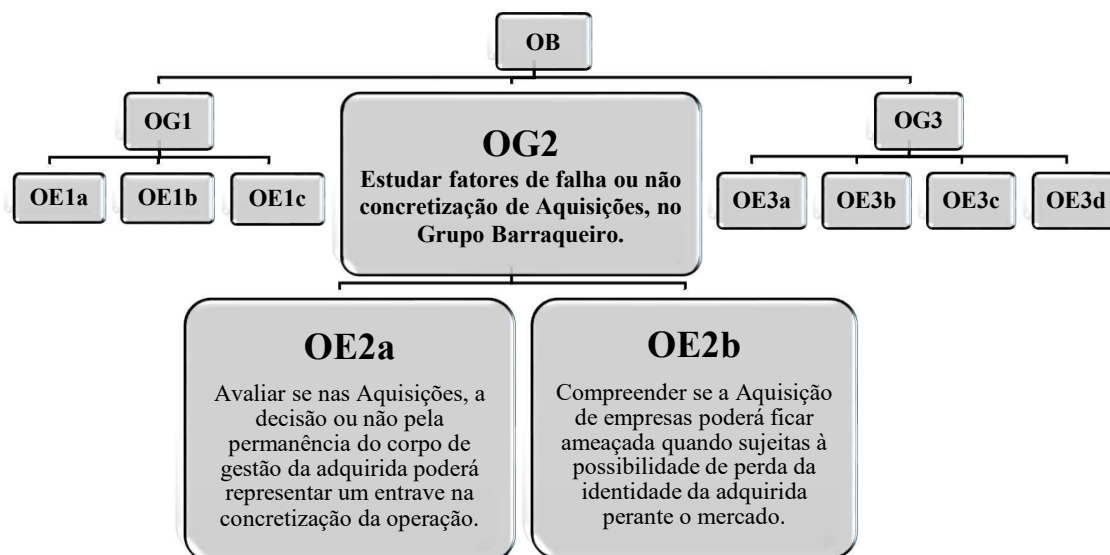 OB
OG1
OG2
Estudar fatores de falha ou não
concretização de Aquisições, no
Grupo Barraqueiro.
OG3
OE1a
OE1b
OE1c
OE3a
OE3b
OE3c
OE3d
OE2a
Avaliar se nas Aquisições, a
decisão ou não pela
permanência do corpo de
gestão da adquirida poderá
representar um entrave na
concretização da operação.
OE2b
Compreender se a Aquisição
de empresas poderá ficar
ameaçada quando sujeitas à
possibilidade de perda da
identidade da adquirida
perante o mercado.